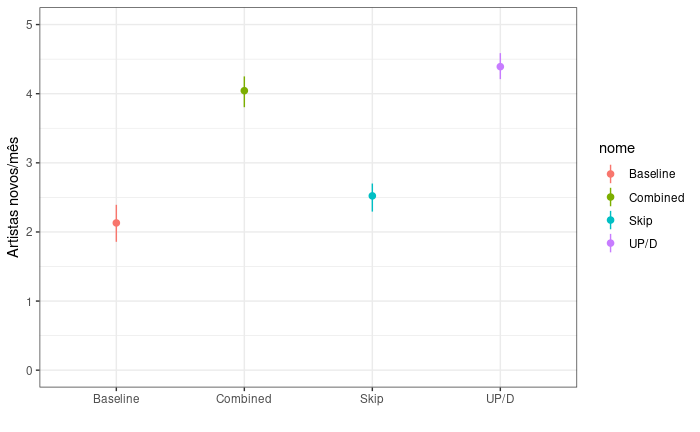 Artistas novos/mês
5
4
3
2
1
0
Baseline
Combined
Skip
UP/D
nome
Baseline
Combined
Skip
UP/D